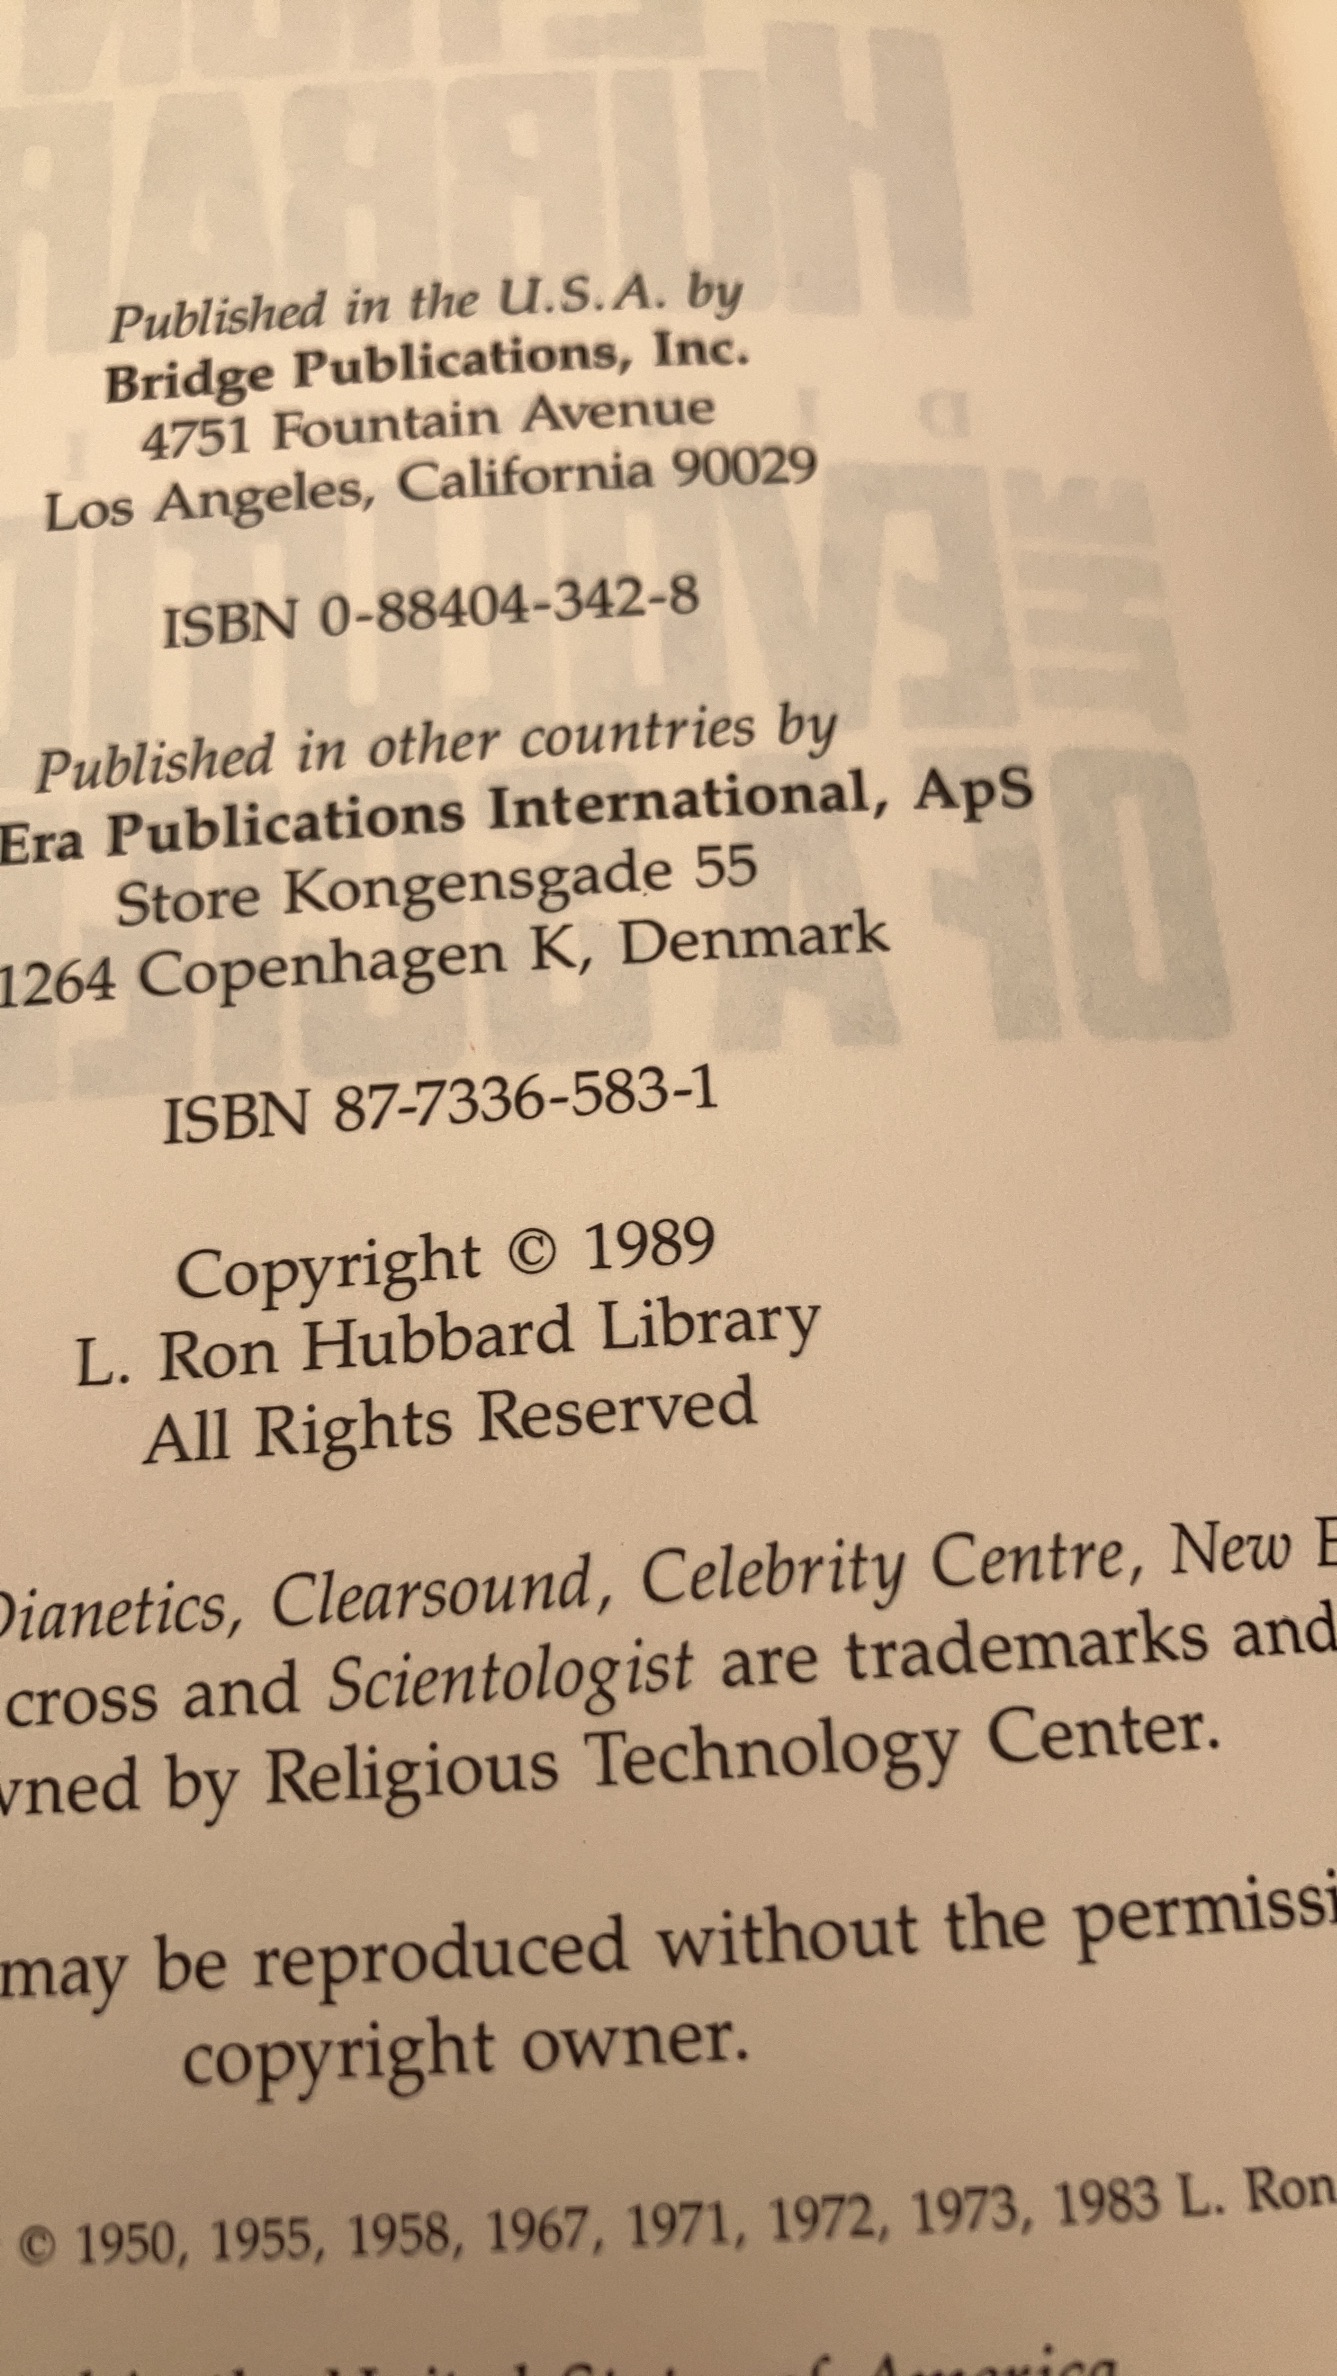 Published in the U.S.A. by
Bridge Publications, Inc.
4751 Fountain Avenue
Los Angeles, California 90029
ISBN 0-88404-342-8
Published in other countries by
Era Publications International, ApS
Store Kongensgade 55
1264 Copenhagen K, Denmark
ISBN 87-7336-583-1
Copyright © 1989
L. Ron Hubbard Library
All Rights Reserved
Dianetics, Clearsound, Celebrity Centre, New
cross and Scientologist are trademarks and
by Religious Technology Center.
may be reproduced without the
copyright owner.
© 1950, 1955, 1958, 1967, 1971, 1972, 1973, 1983 L. Ron